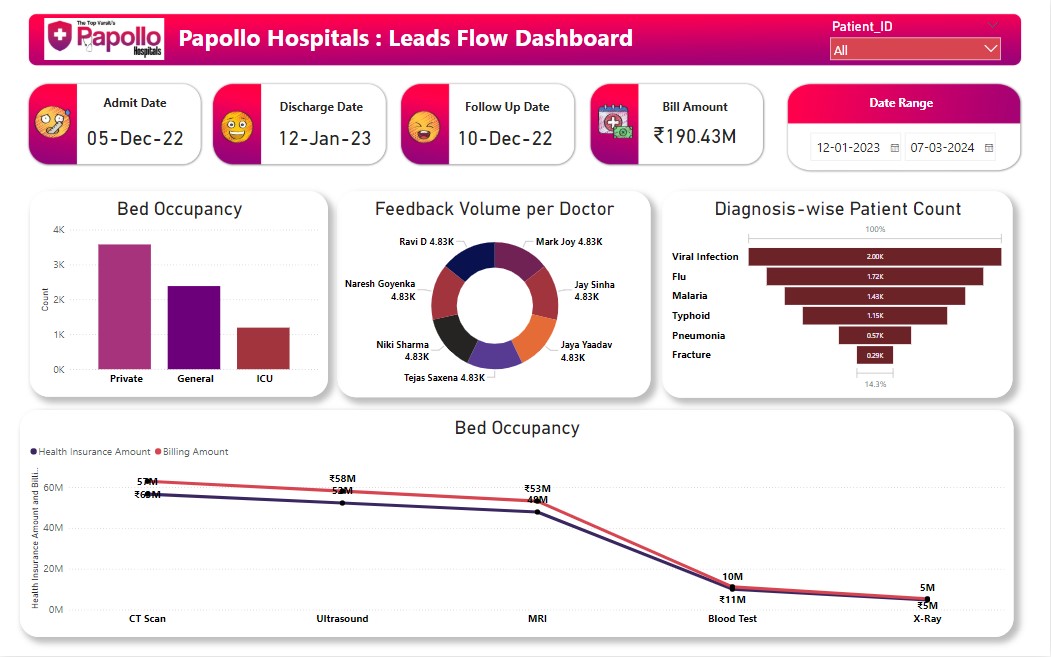 The Top Varuli's
Papollo
Hospitals
Papollo Hospitals : Leads Flow Dashboard
Patient_ID
All
Admit Date
05-Dec-22
Discharge Date
12-Jan-23
Follow Up Date
10-Dec-22
Bill Amount
₹190.43M
Date Range
12-01-2023
07-03-2024
Bed Occupancy
4K
3K
2K
1K
0K
Count
Private
General
ICU
Feedback Volume per Doctor
Ravi D 4.83K
Mark Joy 4.83K
Naresh Goyenka
4.83K
Jay Sinha
4.83K
Niki Sharma
4.83K
Jaya Yaadav
4.83K
Tejas Saxena 4.83K
Diagnosis-wise Patient Count
100%
Viral Infection 2.00K
Flu 1.72K
Malaria 1.43K
Typhoid 1.15K
Pneumonia 0.57K
Fracture 0.29K
14.3%
Bed Occupancy
Health Insurance Amount
Billing Amount
Health Insurance Amount and Billi...
60M
40M
20M
0M
57M
₹58M
52M
₹53M
48M
10M
₹11M
5M
₹5M
CT Scan
Ultrasound
MRI
Blood Test
X-Ray